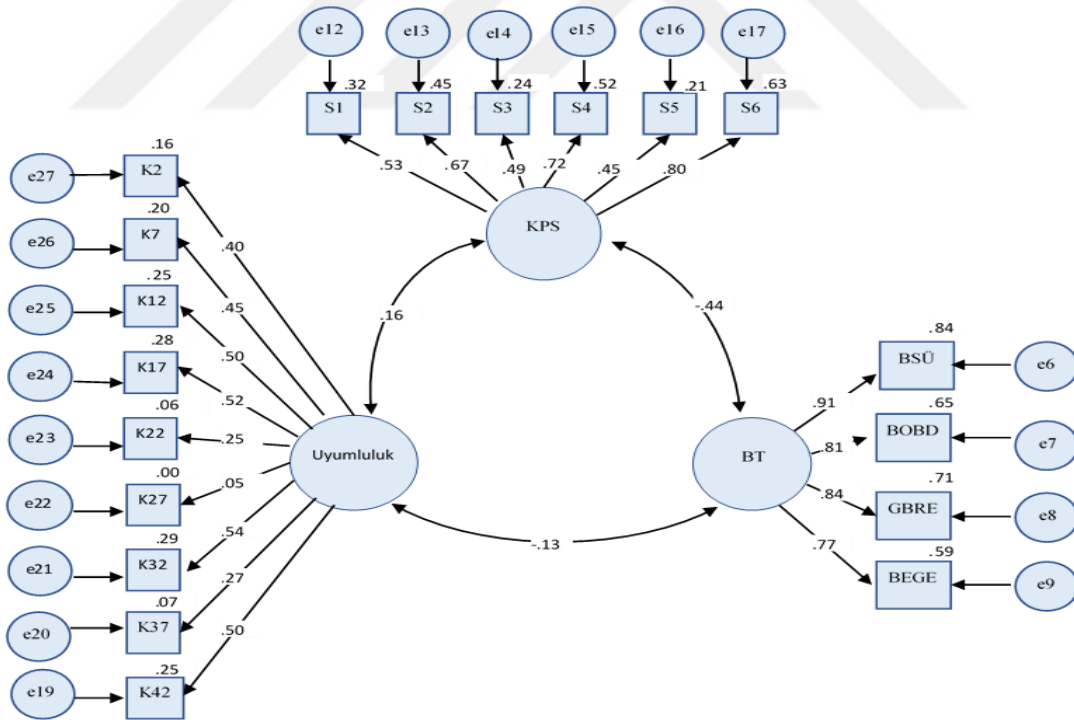 e12 e13 e14 e15 e16 e17
.32 .45 .24 .52 .21 .63
S1 S2 S3 S4 S5 S6
.53 .67 .49 .72 .45 .80
KPS
.16
e27 K2
.40
.20
e26 K7
.45
.25
e25 K12
.50
.28
e24 K17
.52
.06
e23 K22
.25
.00
e22 K27
.05
.29
e21 K32
.54
.07
e20 K37
.27
.25
e19 K42
.50
Uyumluluk
.16
-.44
-.13
BT
.84
.91 BSÜ e6
.65
.81 BOBD e7
.71
.84 GBRE e8
.59
.77 BEGE e9